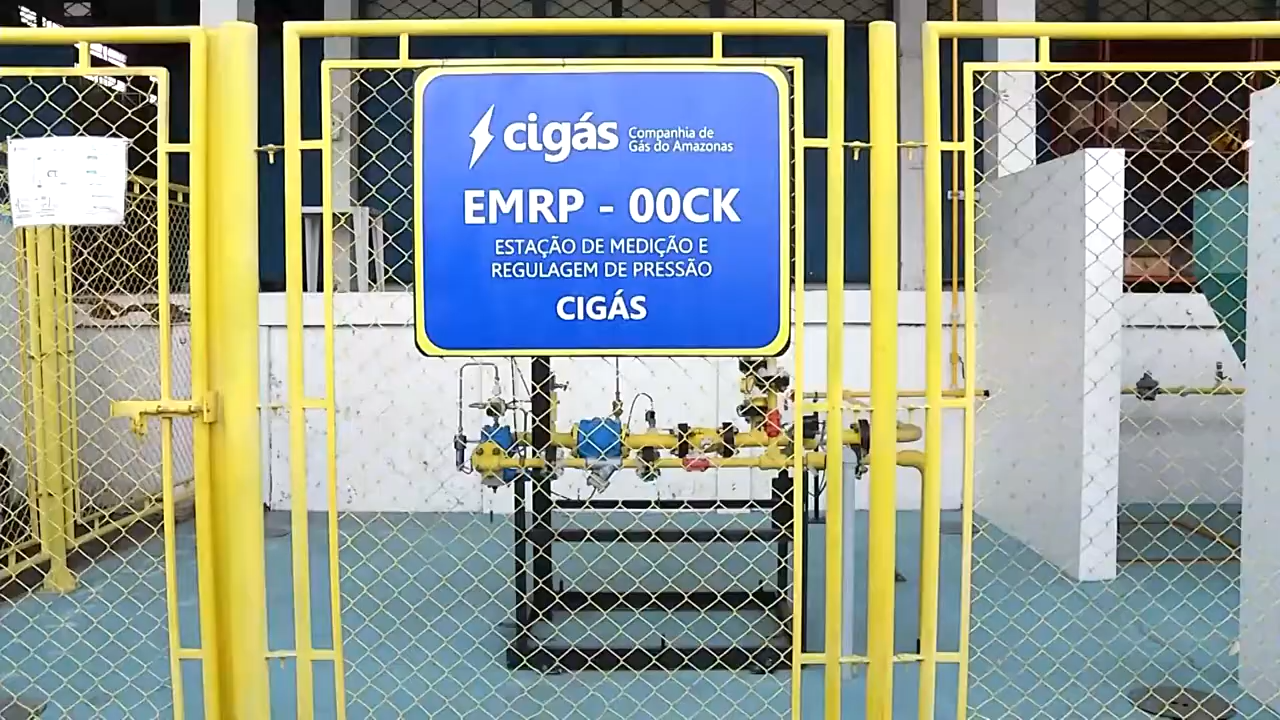 cigás Companhia de
Gás do Amazonas
EMRP - 00CK
ESTAÇÃO DE MEDIÇÃO E
REGULAGEM DE PRESSÃO
CIGÁS